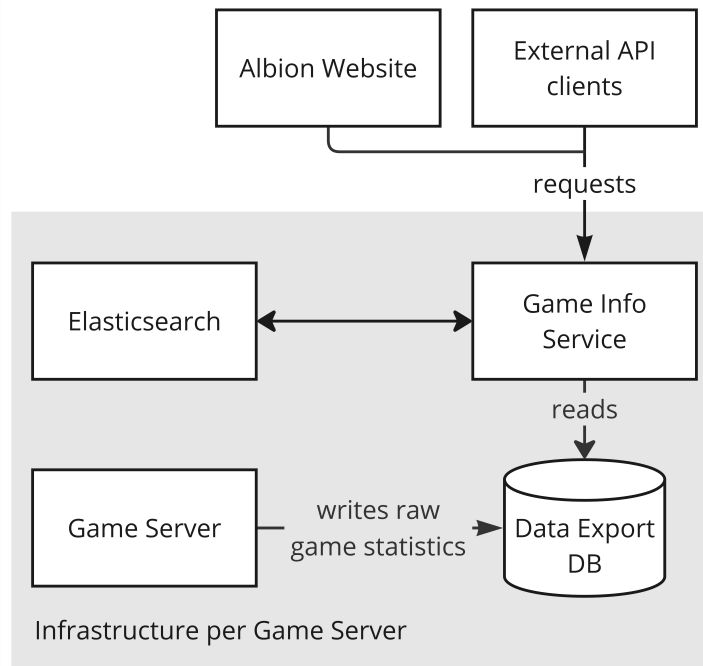 Albion Website
External API
clients
requests
Elasticsearch
Game Info
Service
reads
Game Server
writes raw
game statistics
Data Export
DB
Infrastructure per Game Server